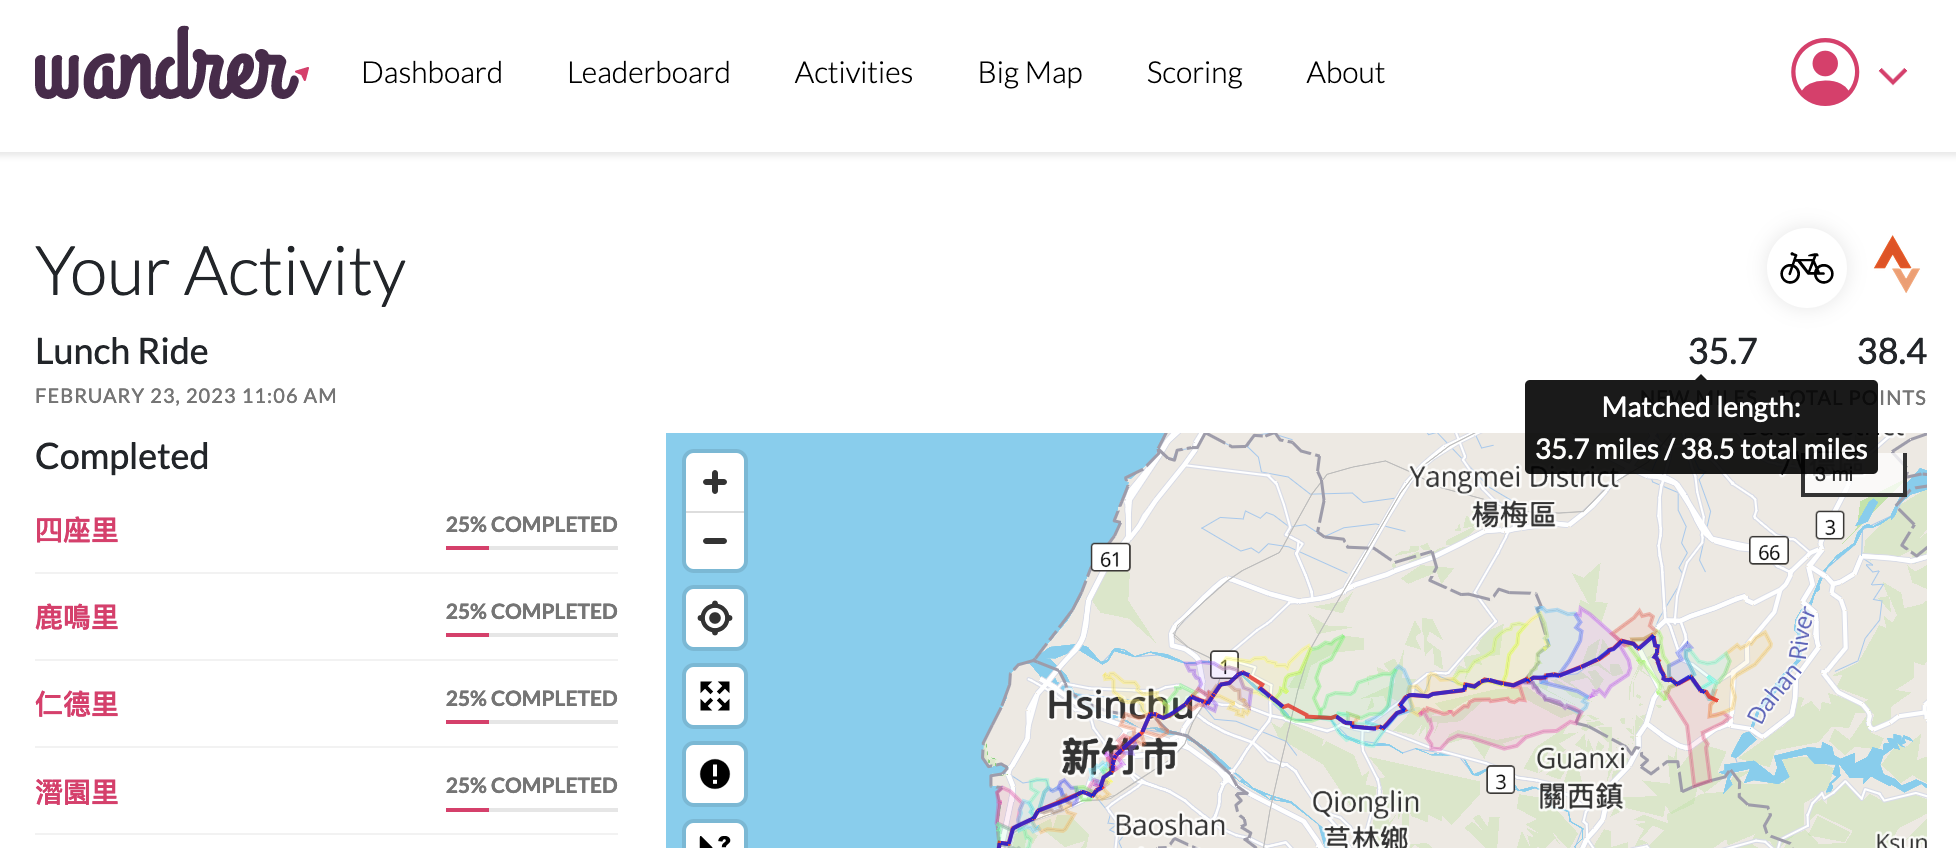 wandrer
Dashboard
Leaderboard
Activities
Big Map
Scoring
About
Your Activity
Lunch Ride
FEBRUARY 23, 2023 11:06 AM
35.7
NEW MILES
38.4
TOTAL POINTS
Matched length:
35.7 miles / 38.5 total miles
Completed
四座里
25% COMPLETED
鹿鳴里
25% COMPLETED
仁德里
25% COMPLETED
潛園里
25% COMPLETED
3 mi
Yangmei District
楊梅區
61
66
3
1
Hsinchu
新竹市
Dahan River
Guanxi
關西鎮
3
Qionglin
芎林鄉
Baoshan